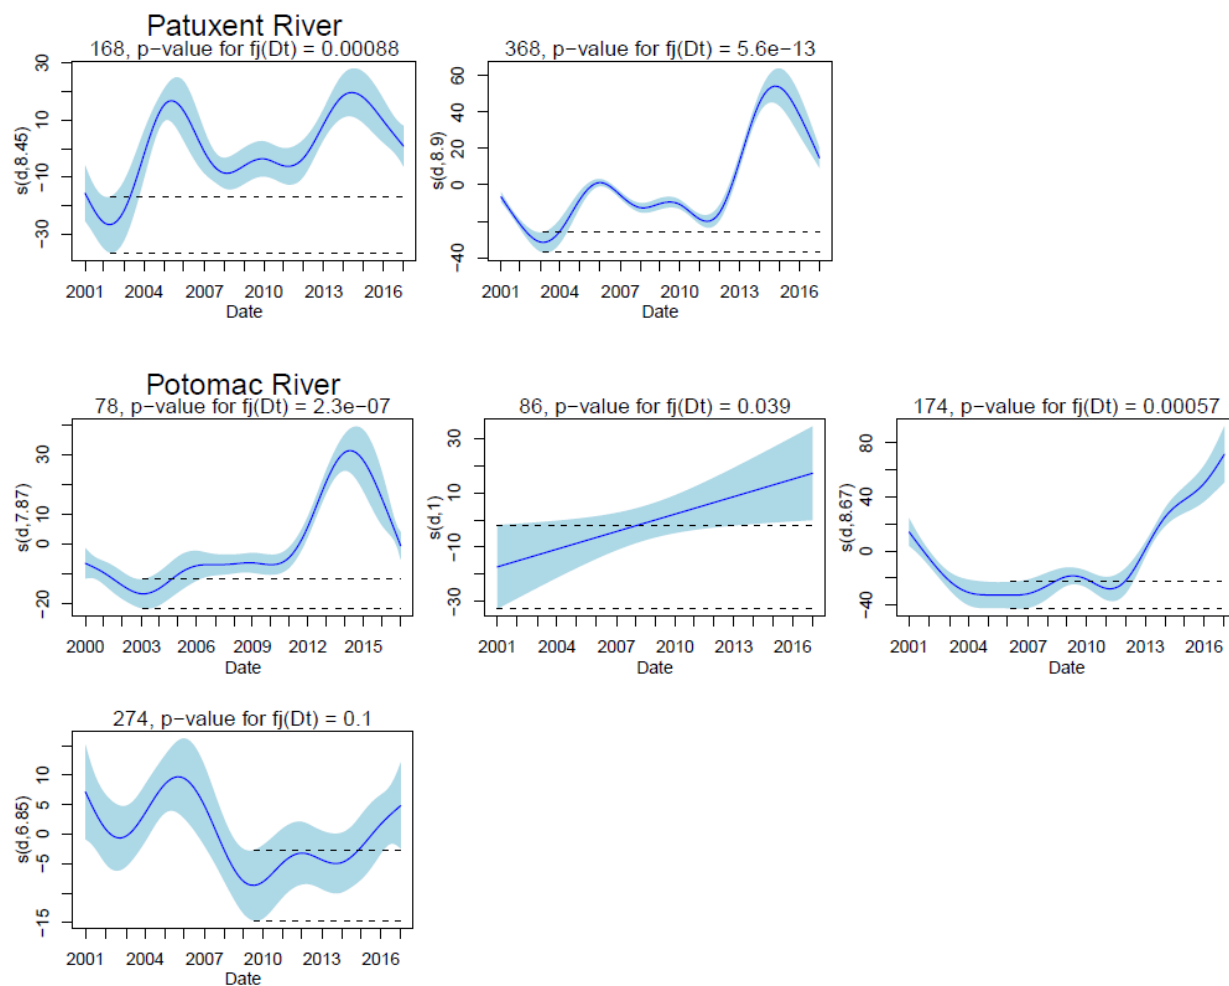 Patuxent River
168, p−value for fj(Dt) = 0.00088
368, p−value for fj(Dt) = 5.6e−13
s(d,8.45)
30
10
−10
−30
2001 2004 2007 2010 2013 2016
Date
s(d,8.9)
60
40
20
0
−40
2001 2004 2007 2010 2013 2016
Date
Potomac River
78, p−value for fj(Dt) = 2.3e−07
86, p−value for fj(Dt) = 0.039
174, p−value for fj(Dt) = 0.00057
s(d,7.87)
30
10
0
−20
2000 2003 2006 2009 2012 2015
Date
s(d,1)
30
10
−10
−30
2001 2004 2007 2010 2013 2016
Date
s(d,8.67)
80
40
0
−40
2001 2004 2007 2010 2013 2016
Date
274, p−value for fj(Dt) = 0.1
s(d,6.85)
10
5
0
−5
−15
2001 2004 2007 2010 2013 2016
Date